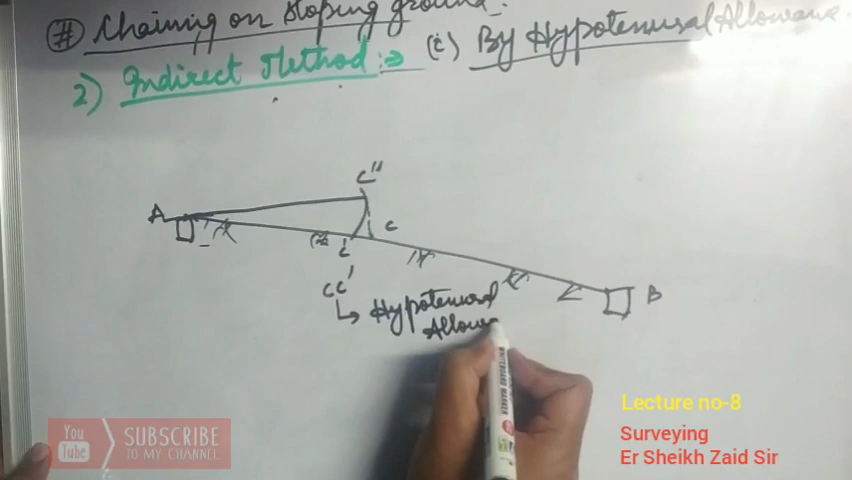 # Chaining on sloping ground.
2) Indirect Method:→ (c) By Hypotenusal Allowance.
C"
A
C
C'
CC'
↳ Hypotenusal
Allowa
B
Lecture no-8
Surveying
Er Sheikh Zaid Sir
You
Tube
SUBSCRIBE
TO MY CHANNEL